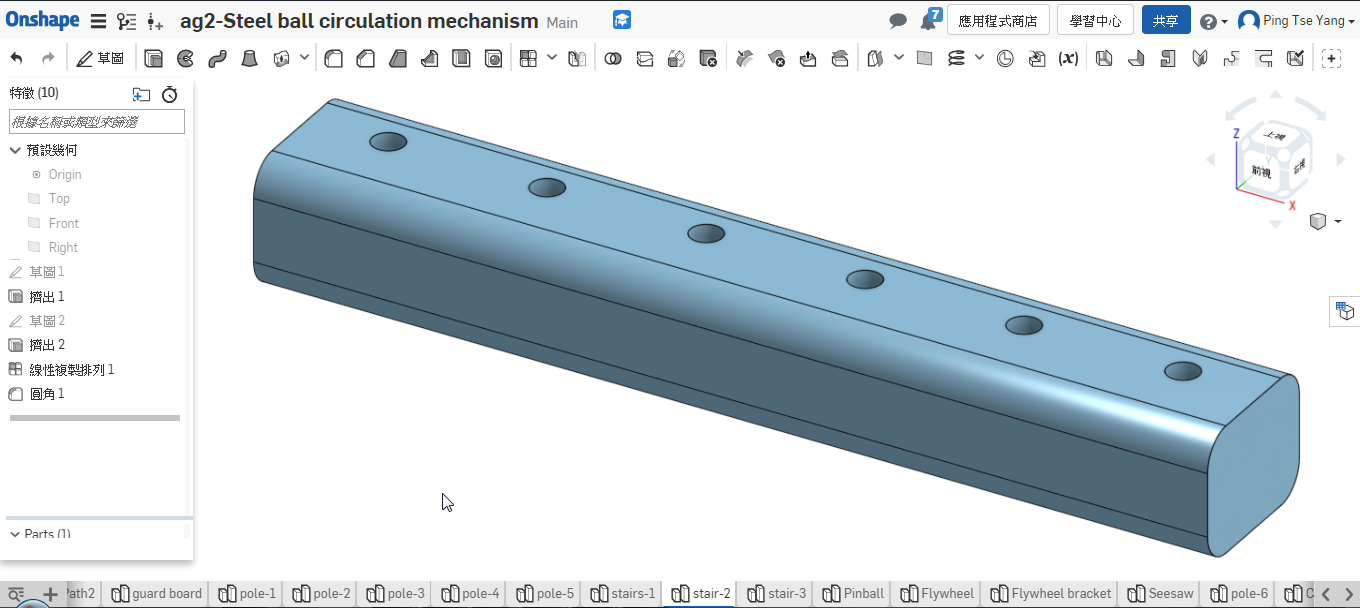 Onshape ag2-Steel ball circulation mechanism Main 7 應用程式商店 學習中心 共享 Ping Tse Yang
草圖 (x)
特徵 (10)
根據名稱或類型來篩選
預設幾何
Origin
Top
Front
Right
草圖 1
擠出 1
草圖 2
擠出 2
線性複製排列 1
圓角 1
Parts (1)
Z
上視
前視
右視
Y
X
Path2 guard board pole-1 pole-2 pole-3 pole-4 pole-5 stairs-1 stair-2 stair-3 Pinball Flywheel Flywheel bracket Seesaw pole-6 C